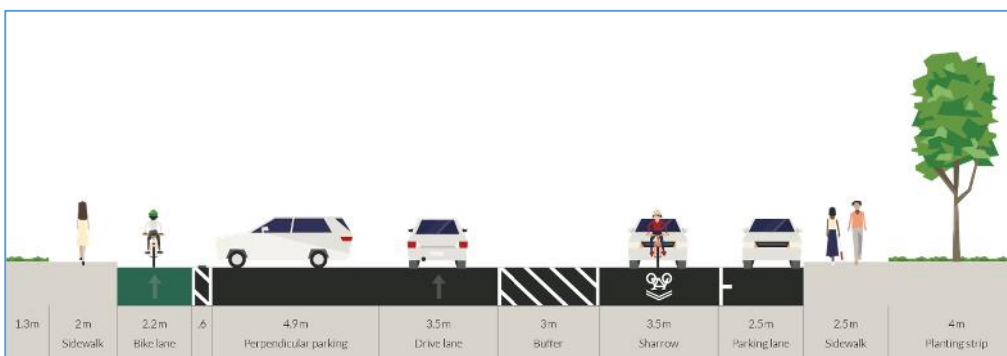 1.3m
2m
Sidewalk
2.2m
Bike lane
.6
4.9m
Perpendicular parking
3.5m
Drive lane
3m
Buffer
3.5m
Sharrow
2.5m
Parking lane
2.5m
Sidewalk
4m
Planting strip